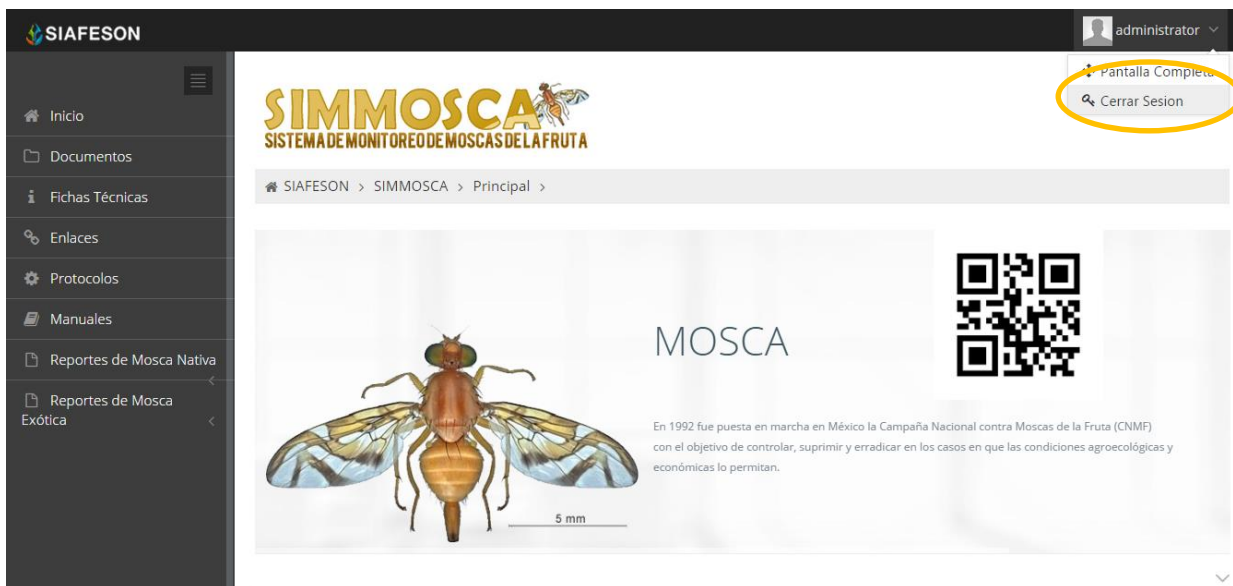 SIAFESON
administrator
Pantalla Completa
Cerrar Sesion
Inicio
Documentos
Fichas Técnicas
Enlaces
Protocolos
Manuales
Reportes de Mosca Nativa
Reportes de Mosca
Exótica
SIMMOSCA
SISTEMA DE MONITOREO DE MOSCAS DE LA FRUTA
SIAFESON > SIMMOSCA > Principal >
MOSCA
En 1992 fue puesta en marcha en México la Campaña Nacional contra Moscas de la Fruta (CNMF)
con el objetivo de controlar, suprimir y erradicar en los casos en que las condiciones agroecológicas y
económicas lo permitan.
5 mm